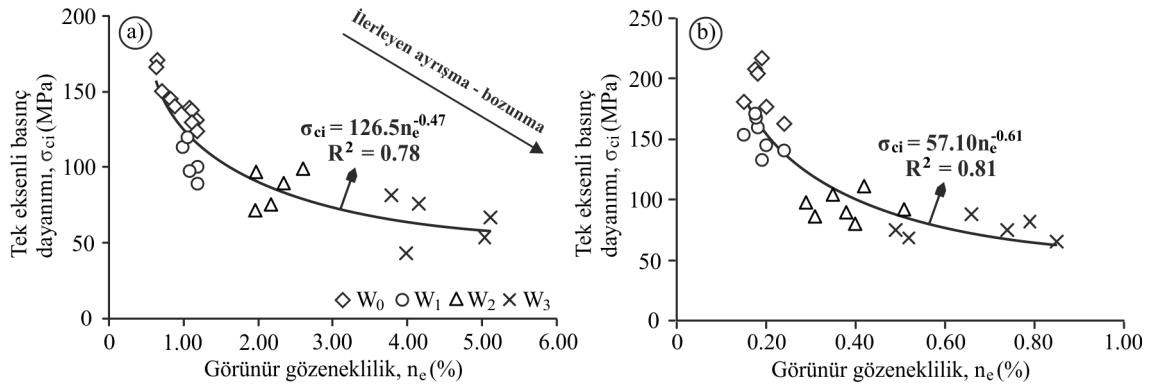 a)
Tek eksenli basınç
dayanımı, σci (MPa)
200
150
100
50
0
İlerleyen ayrışma - bozunma
σci = 126.5ne^-0.47
R² = 0.78
W0 W1 W2 W3
0 1.00 2.00 3.00 4.00 5.00 6.00
Görünür gözeneklilik, ne (%)
b)
Tek eksenli basınç
dayanımı, σci (MPa)
250
200
150
100
50
0
σci = 57.10ne^-0.61
R² = 0.81
0 0.20 0.40 0.60 0.80 1.00
Görünür gözeneklilik, ne (%)